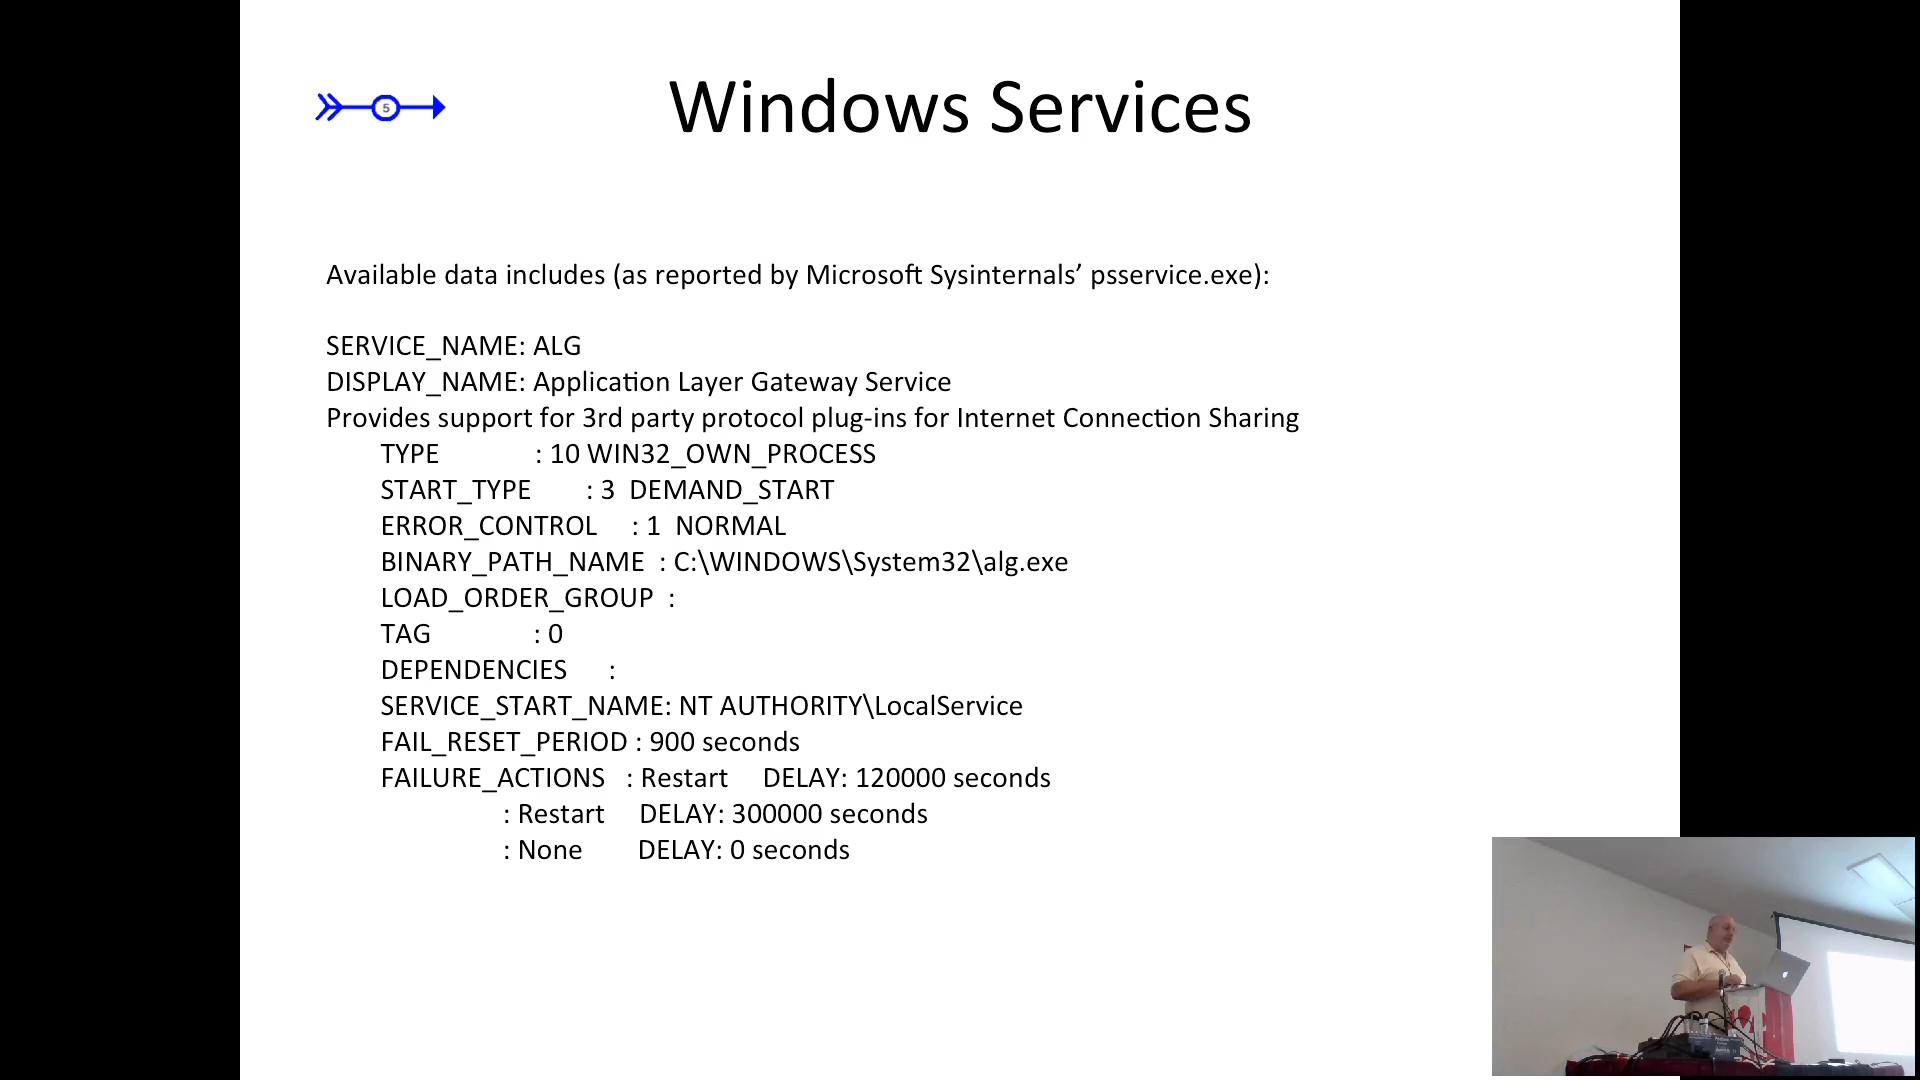 5
Windows Services
Available data includes (as reported by Microsoft Sysinternals’ psservice.exe):
SERVICE_NAME: ALG
DISPLAY_NAME: Application Layer Gateway Service
Provides support for 3rd party protocol plug-ins for Internet Connection Sharing
TYPE : 10 WIN32_OWN_PROCESS
START_TYPE : 3 DEMAND_START
ERROR_CONTROL : 1 NORMAL
BINARY_PATH_NAME : C:\WINDOWS\System32\alg.exe
LOAD_ORDER_GROUP :
TAG : 0
DEPENDENCIES :
SERVICE_START_NAME: NT AUTHORITY\LocalService
FAIL_RESET_PERIOD : 900 seconds
FAILURE_ACTIONS : Restart DELAY: 120000 seconds
: Restart DELAY: 300000 seconds
: None DELAY: 0 seconds